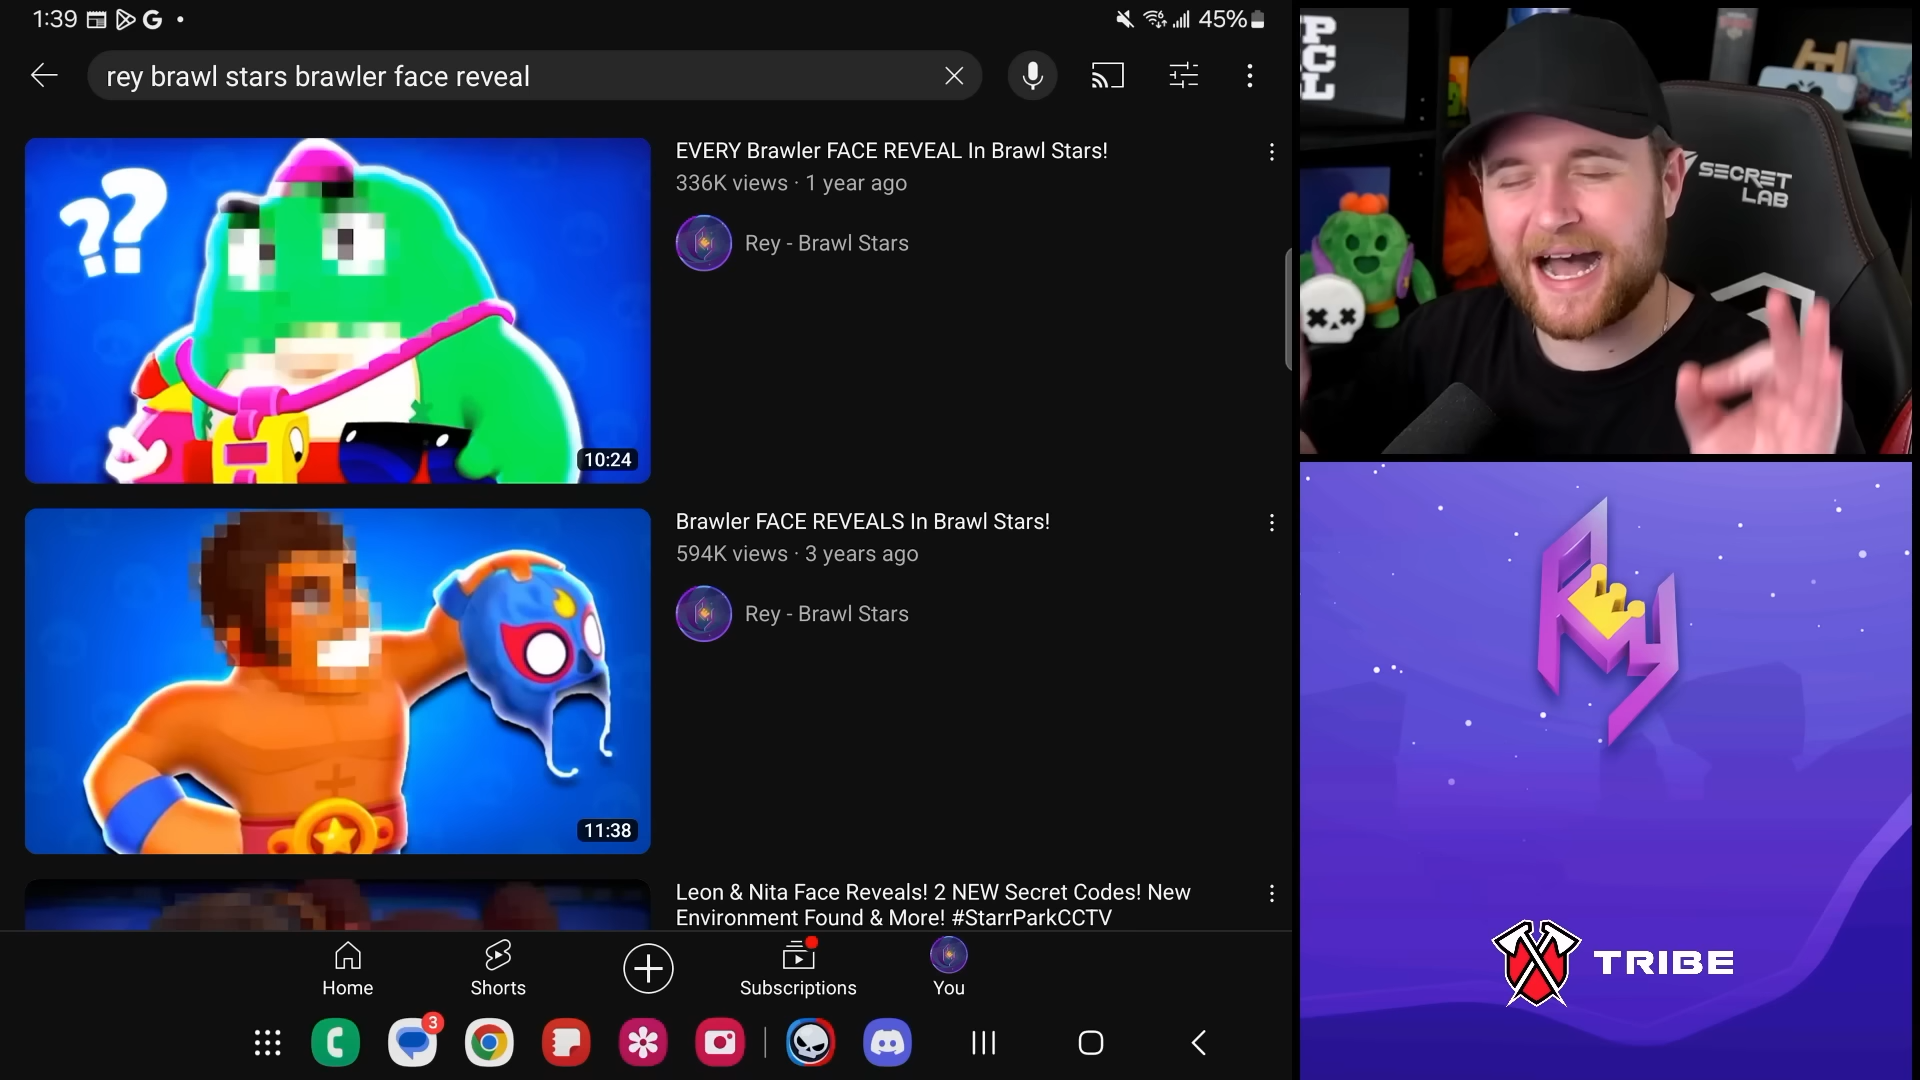 1:39
45%
rey brawl stars brawler face reveal
??
10:24
EVERY Brawler FACE REVEAL In Brawl Stars!
336K views · 1 year ago
Rey - Brawl Stars
11:38
Brawler FACE REVEALS In Brawl Stars!
594K views · 3 years ago
Rey - Brawl Stars
Leon & Nita Face Reveals! 2 NEW Secret Codes! New
Environment Found & More! #StarrParkCCTV
Home
Shorts
Subscriptions
You
3
SECRET
LAB
Rey
TRIBE